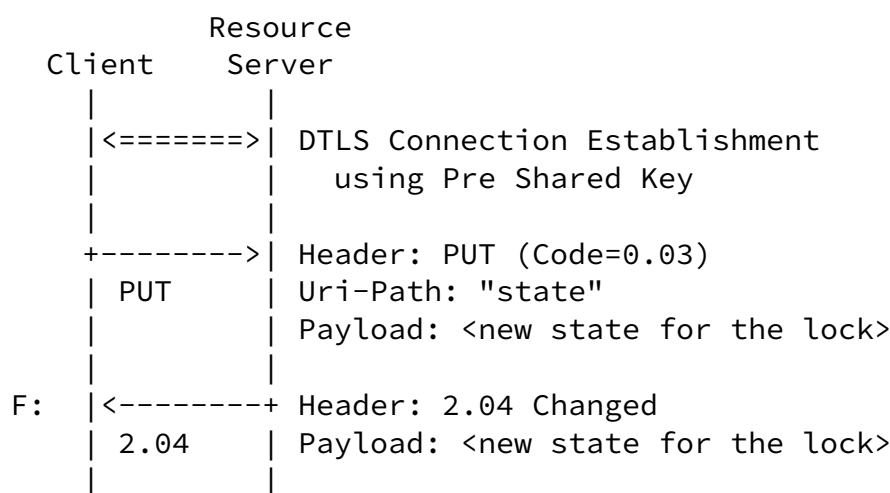 Resource
  Client    Server
    |         |
    |<=======>| DTLS Connection Establishment
    |         |   using Pre Shared Key
    |         |
    +-------->| Header: PUT (Code=0.03)
    | PUT     | Uri-Path: "state"
    |         | Payload: <new state for the lock>
    |         |
F:  |<--------+ Header: 2.04 Changed
    | 2.04    | Payload: <new state for the lock>
    |         |